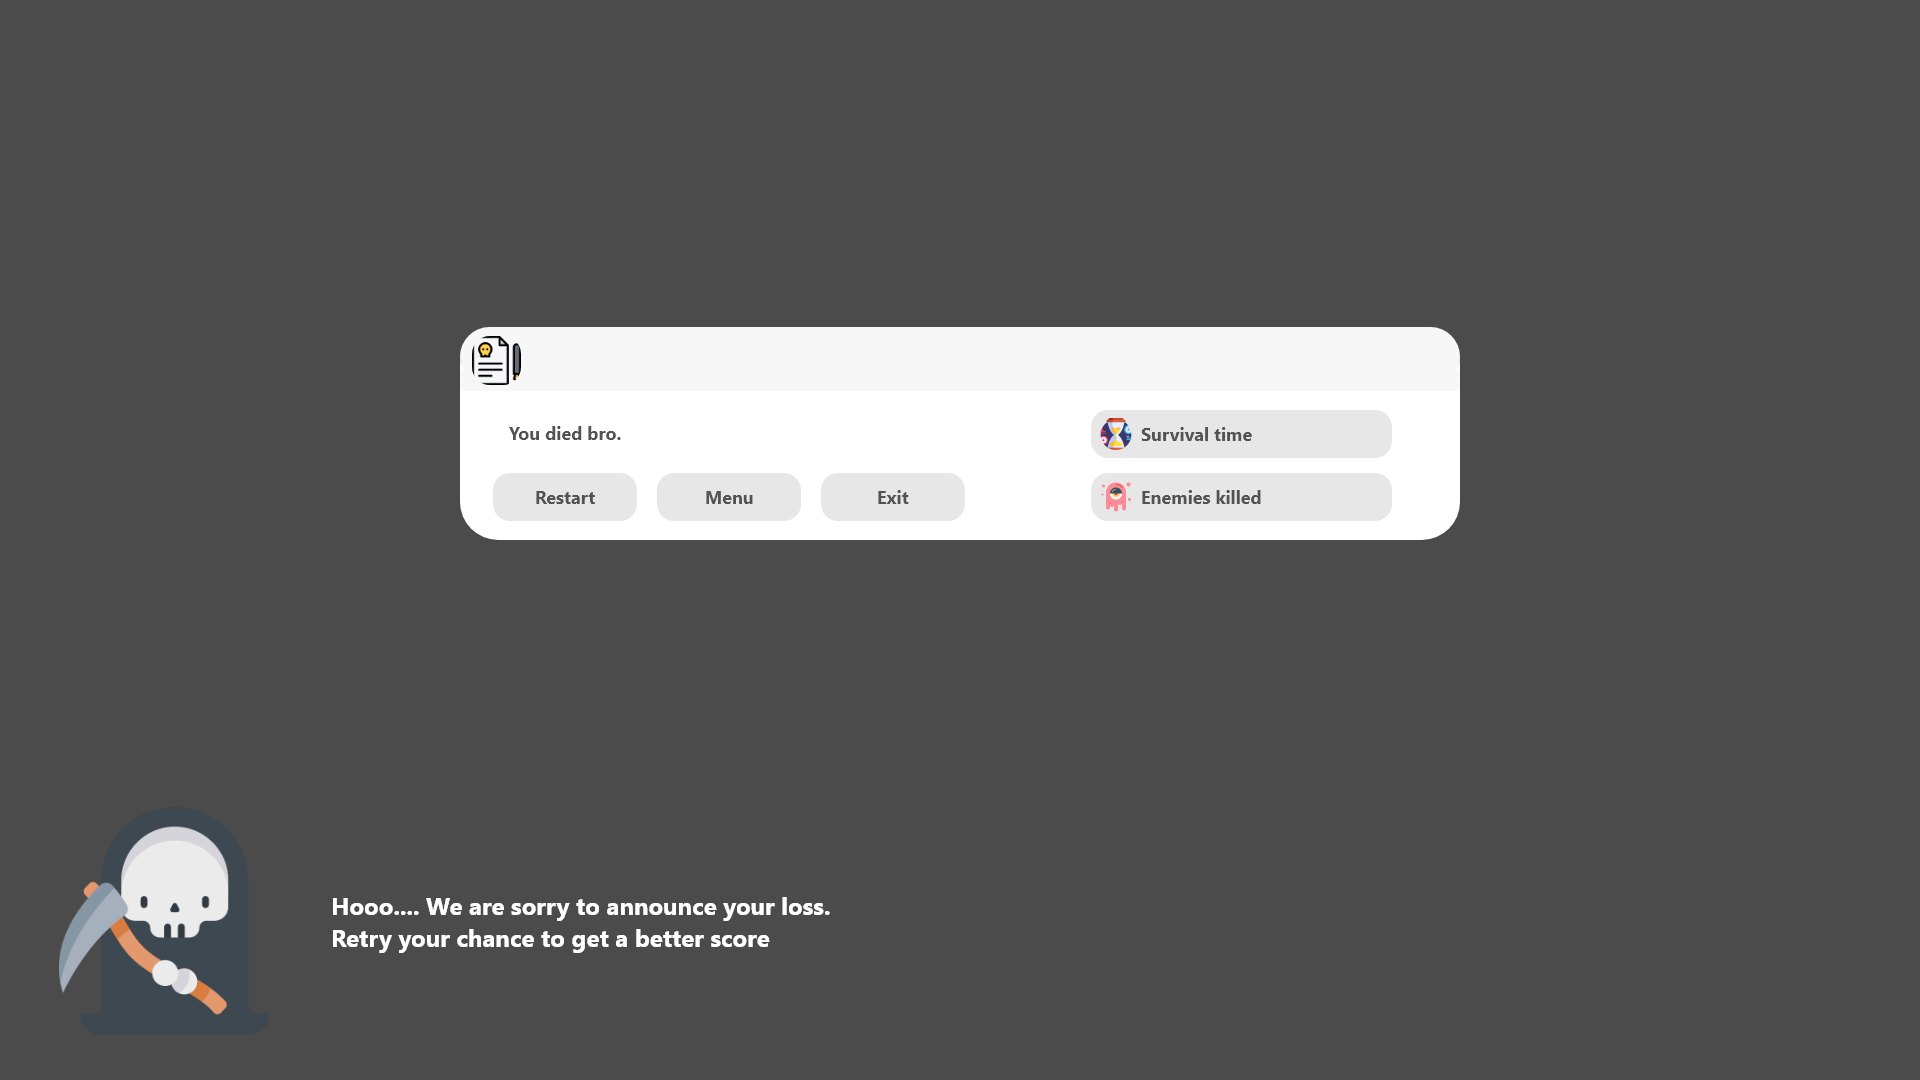 You died bro.
Survival time
Restart
Menu
Exit
Enemies killed
Hooo.... We are sorry to announce your loss.
Retry your chance to get a better score